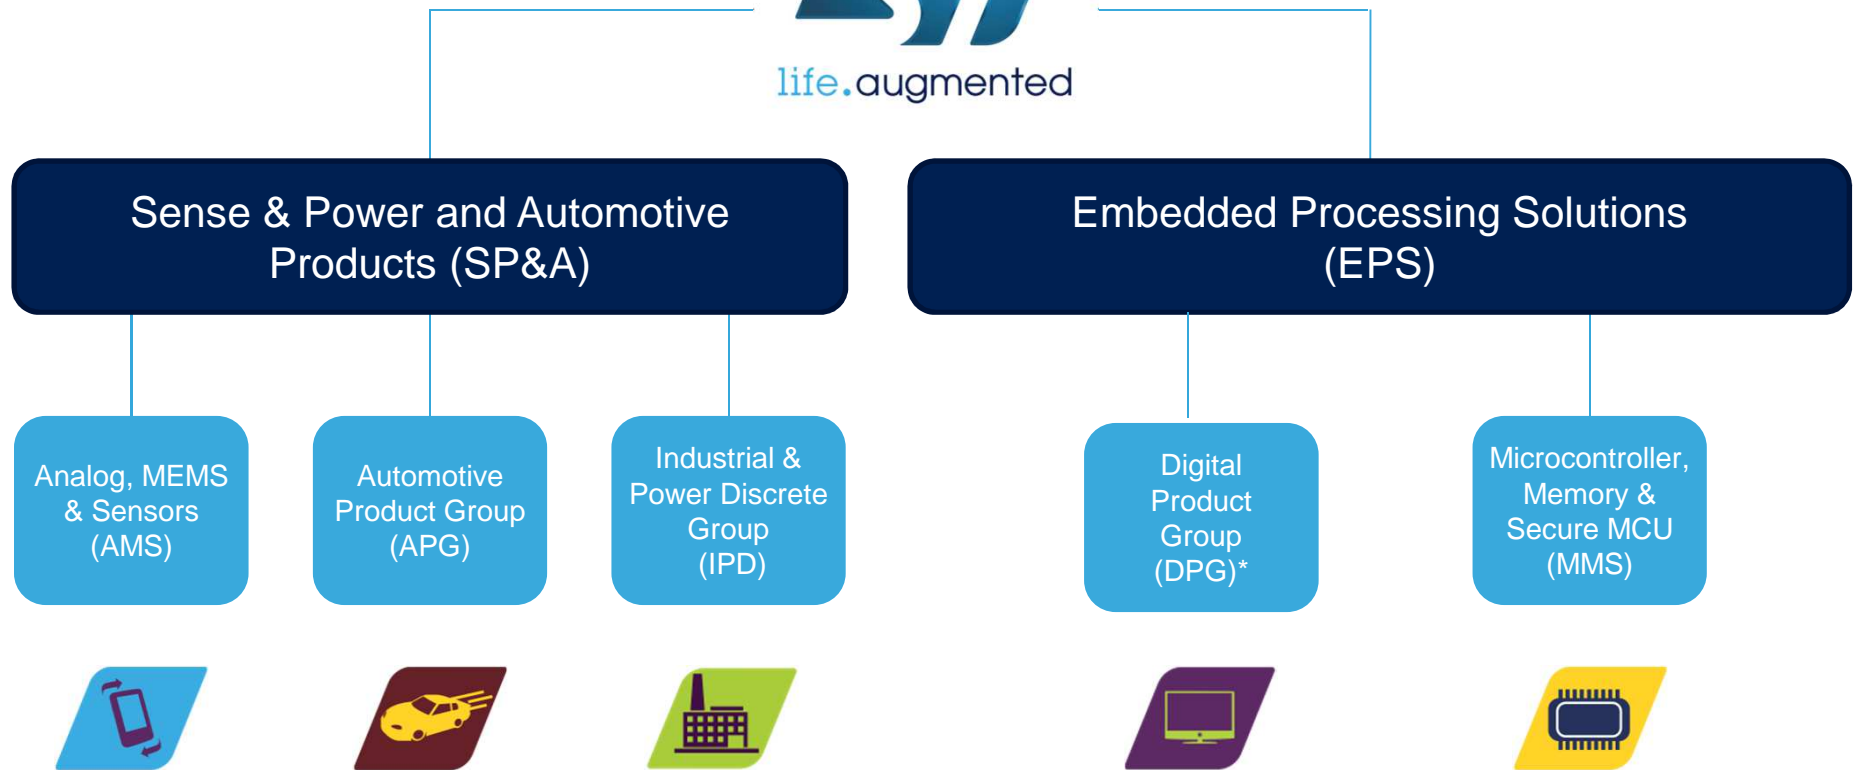 life.augmented
Sense & Power and Automotive
Products (SP&A)
Embedded Processing Solutions
(EPS)
Analog, MEMS
& Sensors
(AMS)
Automotive
Product Group
(APG)
Industrial &
Power Discrete
Group
(IPD)
Digital
Product
Group
(DPG)*
Microcontroller,
Memory &
Secure MCU
(MMS)